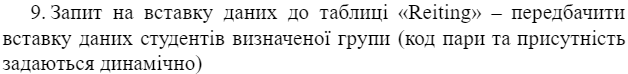 9. Запит на вставку даних до таблиці «Reiting» – передбачити
вставку даних студентів визначеної групи (код пари та присутність
задаються динамічно)